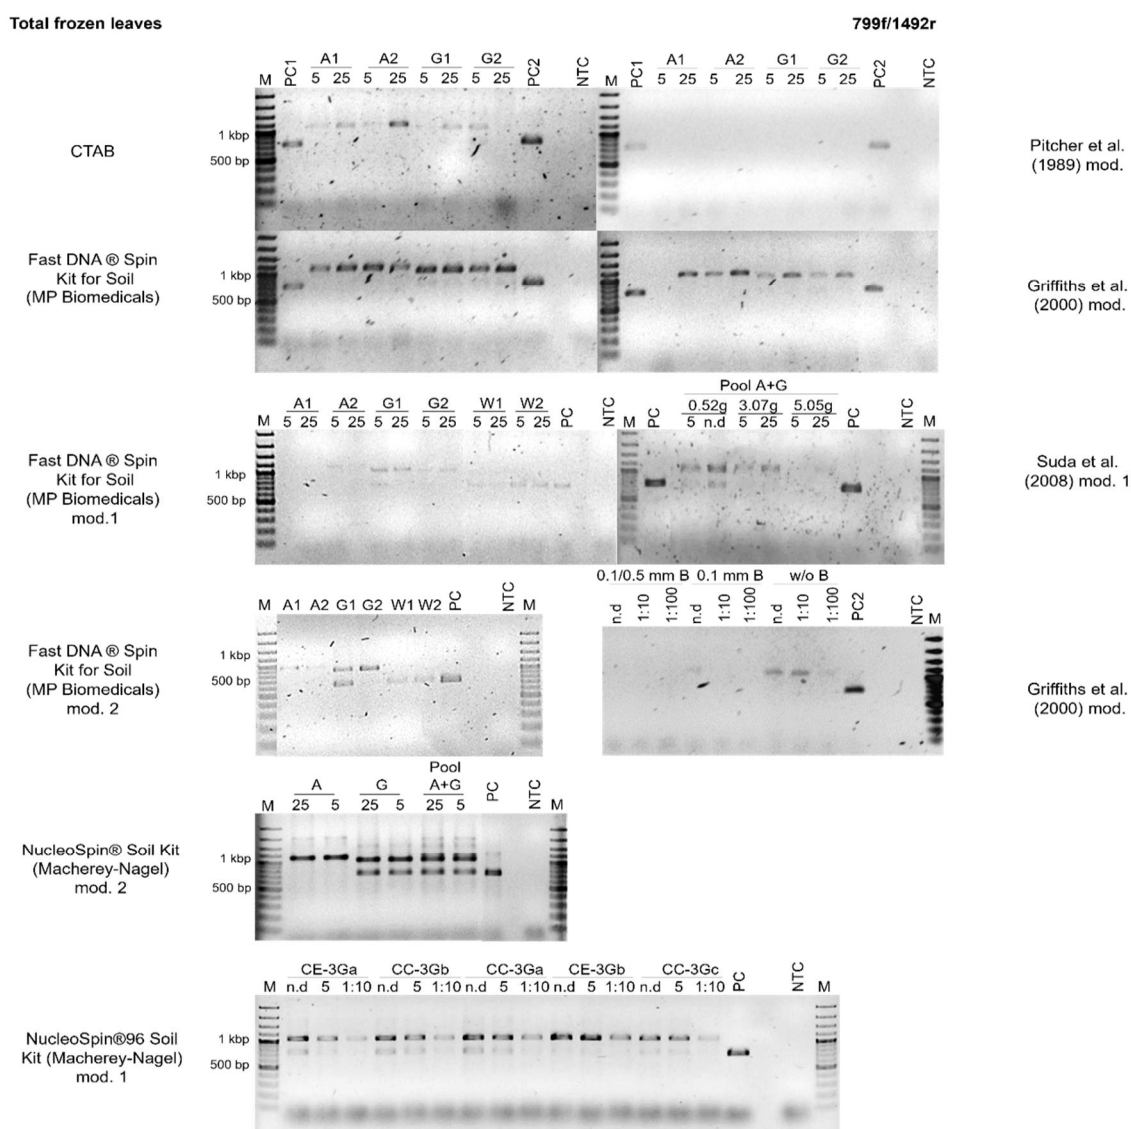 Total frozen leaves 799f/1492r
A1 A2 G1 G2 A1 A2 G1 G2
M PC1 5 25 5 25 5 25 5 25 PC2 NTC M PC1 5 25 5 25 5 25 5 25 PC2 NTC
CTAB
1 kbp
500 bp
Pitcher et al.
(1989) mod.
Fast DNA ® Spin
Kit for Soil
(MP Biomedicals)
1 kbp
500 bp
Griffiths et al.
(2000) mod.
Pool A+G
A1 A2 G1 G2 W1 W2 0.52g 3.07g 5.05g
M 5 25 5 25 5 25 5 25 5 25 5 25 PC NTC M PC 5 n.d 5 25 5 25 PC NTC M
Fast DNA ® Spin
Kit for Soil
(MP Biomedicals)
mod.1
1 kbp
500 bp
Suda et al.
(2008) mod. 1
0.1/0.5 mm B 0.1 mm B w/o B
M A1 A2 G1 G2 W1 W2 PC NTC M n.d 1:10 1:100 n.d 1:10 1:100 n.d 1:10 1:100 PC2 NTC M
Fast DNA ® Spin
Kit for Soil
(MP Biomedicals)
mod. 2
1 kbp
500 bp
Griffiths et al.
(2000) mod.
Pool
A G A+G
M 25 5 25 5 25 5 PC NTC M
NucleoSpin® Soil Kit
(Macherey-Nagel)
mod. 2
1 kbp
500 bp
CE-3Ga CC-3Gb CC-3Ga CE-3Gb CC-3Gc
M n.d 5 1:10 n.d 5 1:10 n.d 5 1:10 n.d 5 1:10 n.d 5 1:10 PC NTC M
NucleoSpin®96 Soil
Kit (Macherey-Nagel)
mod. 1
1 kbp
500 bp